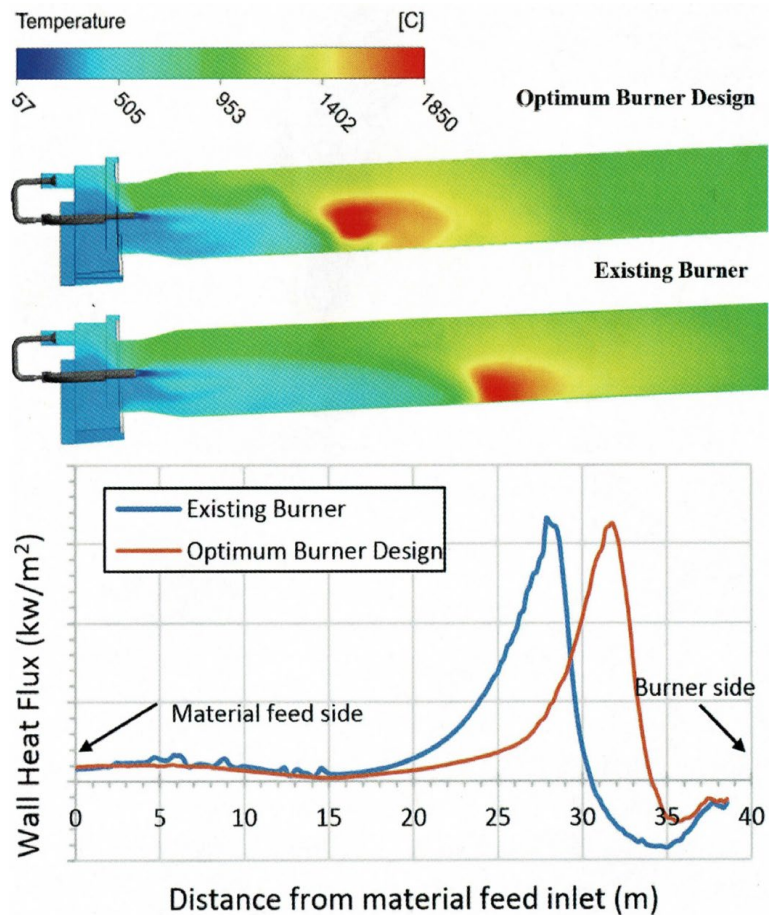 Temperature [C]
57 505 953 1402 1850
Optimum Burner Design
Existing Burner
Existing Burner
Optimum Burner Design
Wall Heat Flux (kw/m²)
Material feed side
Burner side
0 5 10 15 20 25 30 35 40
Distance from material feed inlet (m)